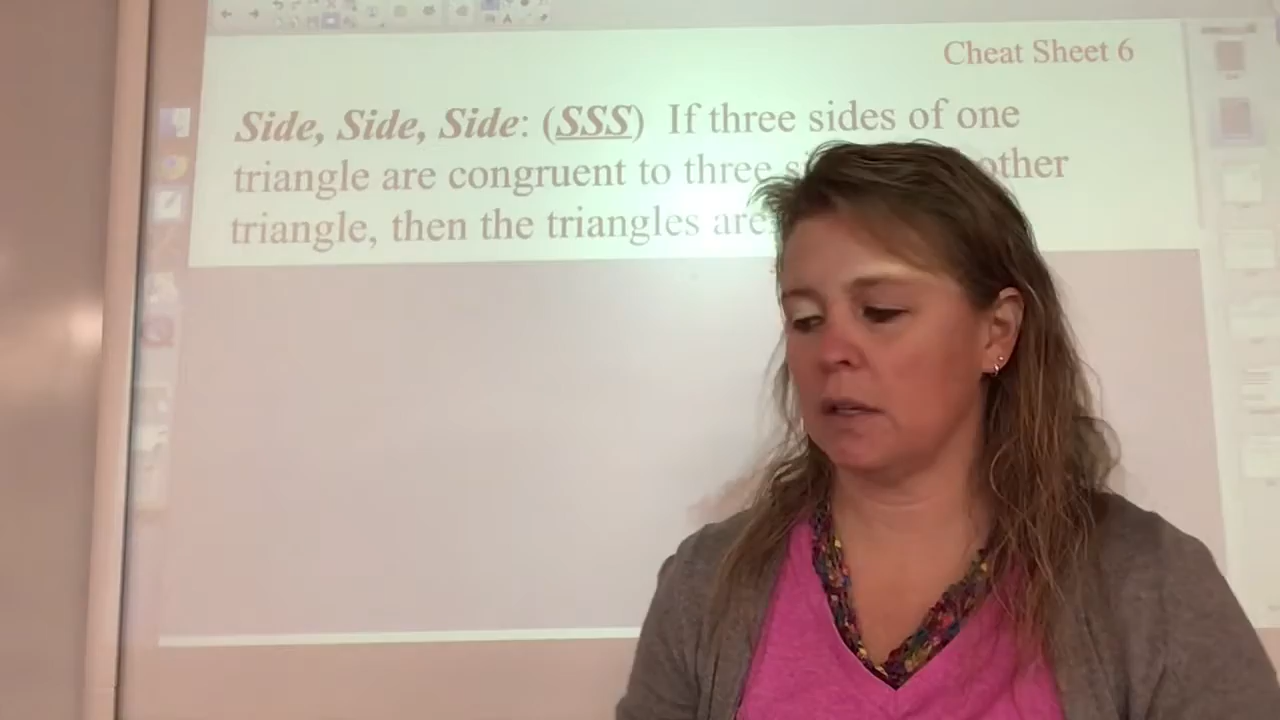 Cheat Sheet 6
Side, Side, Side: (SSS) If three sides of one
triangle are congruent to three other
triangle, then the triangles are